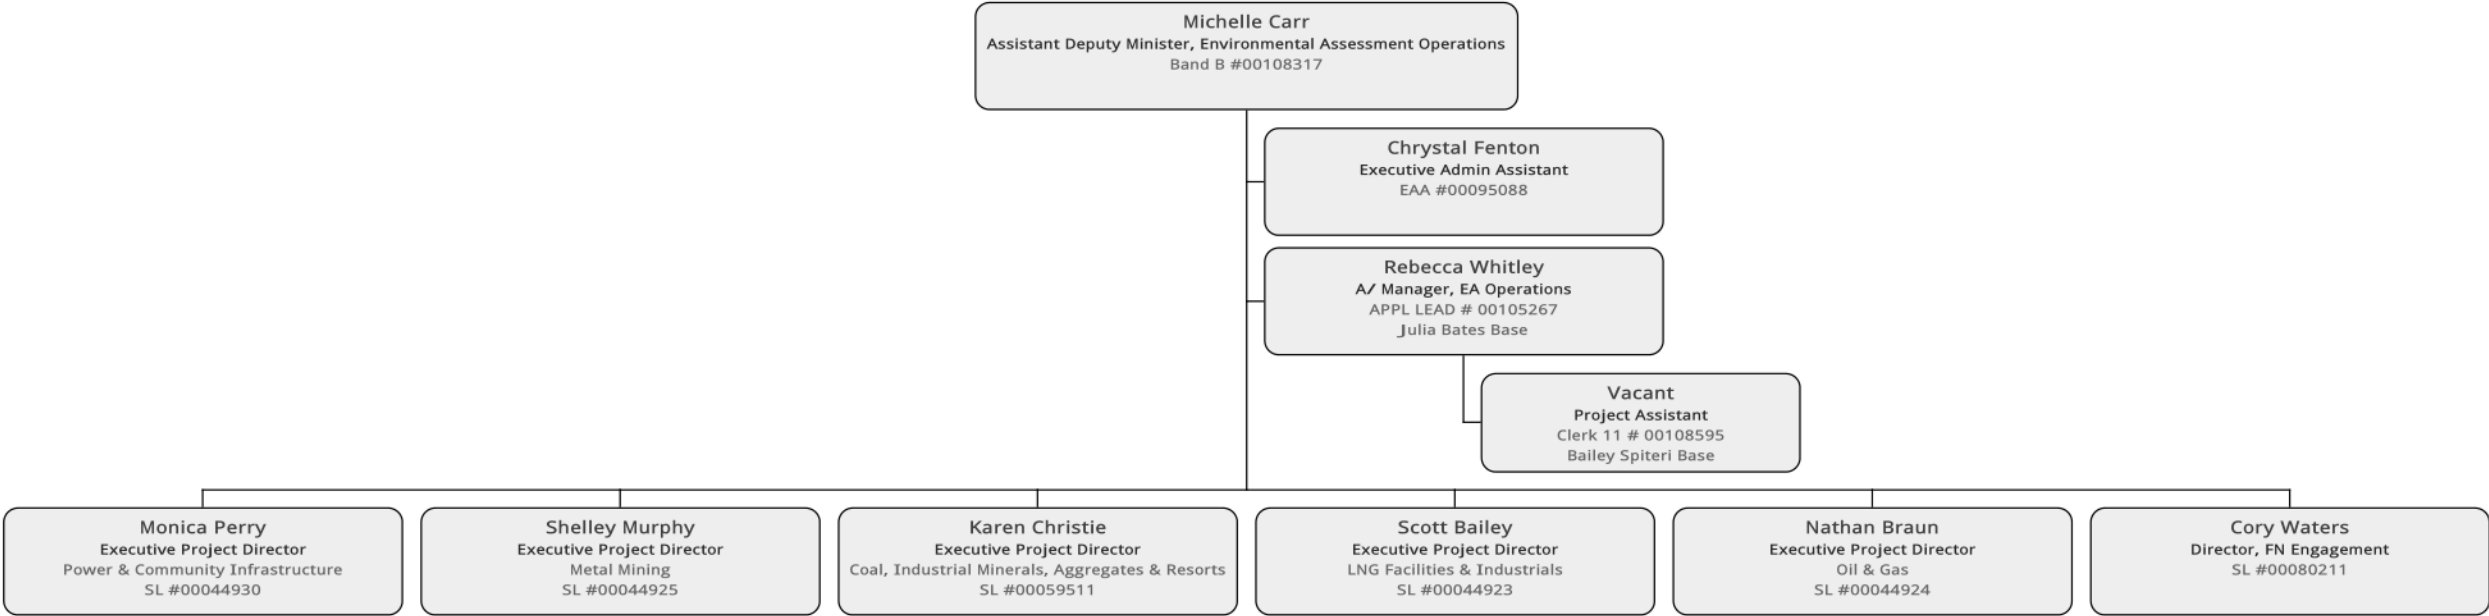 Michelle Carr
Assistant Deputy Minister, Environmental Assessment Operations
Band B #00108317
Chrystal Fenton
Executive Admin Assistant
EAA #00095088
Rebecca Whitley
A/ Manager, EA Operations
APPL LEAD # 00105267
Julia Bates Base
Vacant
Project Assistant
Clerk 11 # 00108595
Bailey Spiteri Base
Monica Perry
Executive Project Director
Power & Community Infrastructure
SL #00044930
Shelley Murphy
Executive Project Director
Metal Mining
SL #00044925
Karen Christie
Executive Project Director
Coal, Industrial Minerals, Aggregates & Resorts
SL #00059511
Scott Bailey
Executive Project Director
LNG Facilities & Industrials
SL #00044923
Nathan Braun
Executive Project Director
Oil & Gas
SL #00044924
Cory Waters
Director, FN Engagement
SL #00080211